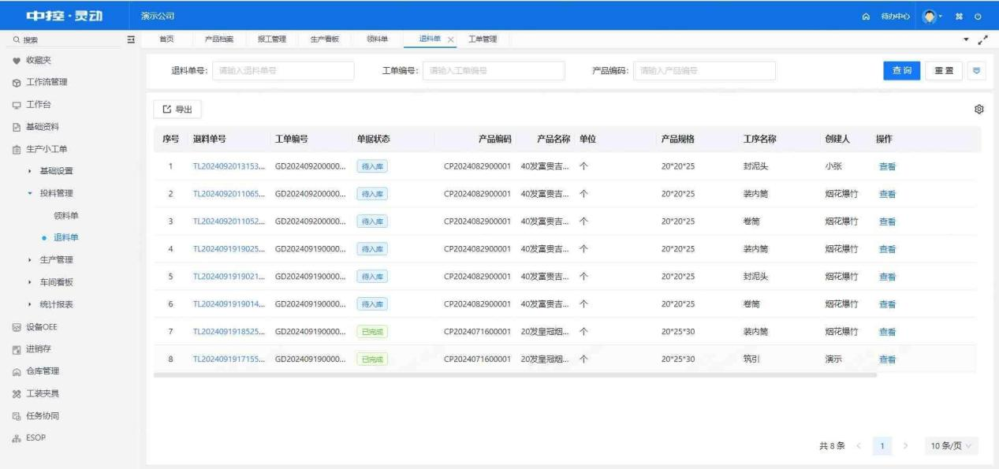 中控·灵动 演示公司 待办中心
搜索 首页 产品档案 报工管理 生产看板 领料单 退料单 工单管理
收藏夹
工作流管理
工作台
基础资料
生产小工单
基础设置
投料管理
领料单
退料单
生产管理
车间看板
统计报表
设备OEE
进销存
仓库管理
工装夹具
任务协同
ESOP
退料单号: 请输入退料单号 工单编号: 请输入工单编号 产品编码: 请输入产品编号 查询 重置
导出
序号 退料单号 工单编号 单据状态 产品编码 产品名称 单位 产品规格 工序名称 创建人 操作
1 TL2024092013153... GD202409200000... 待入库 CP2024082900001 40发富贵吉... 个 20*20*25 封泥头 小张 查看
2 TL2024092011065... GD202409200000... 待入库 CP2024082900001 40发富贵吉... 个 20*20*25 装内筒 烟花爆竹 查看
3 TL2024092011052... GD202409200000... 待入库 CP2024082900001 40发富贵吉... 个 20*20*25 卷筒 烟花爆竹 查看
4 TL2024091919025... GD202409190000... 待入库 CP2024082900001 40发富贵吉... 个 20*20*25 装内筒 烟花爆竹 查看
5 TL2024091919021... GD202409190000... 待入库 CP2024082900001 40发富贵吉... 个 20*20*25 封泥头 烟花爆竹 查看
6 TL2024091919014... GD202409190000... 待入库 CP2024082900001 40发富贵吉... 个 20*20*25 卷筒 烟花爆竹 查看
7 TL2024091918525... GD202409190000... 已完成 CP2024071600001 20发皇冠烟... 个 20*25*30 装内筒 烟花爆竹 查看
8 TL2024091917155... GD202409190000... 已完成 CP2024071600001 20发皇冠烟... 个 20*25*30 筑引 演示 查看
共 8 条 1 10 条/页